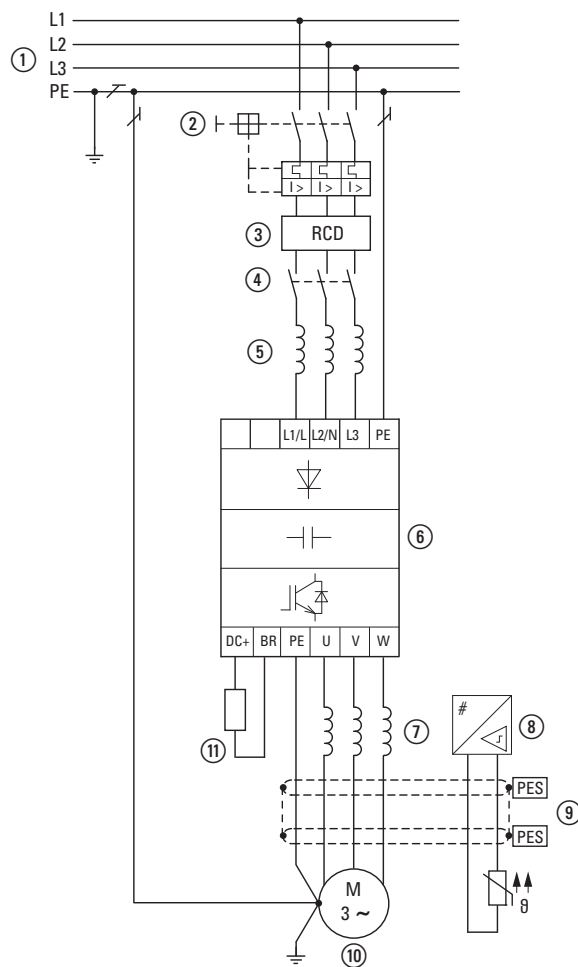 L1
L2
① L3
PE
②
I> I> I>
③ RCD
④
⑤
L1/L L2/N L3 PE
⑥
DC+ BR PE U V W
# ⑧
⑦
⑪
PES
⑨
PES
M
3 ~
ϑ
⑩